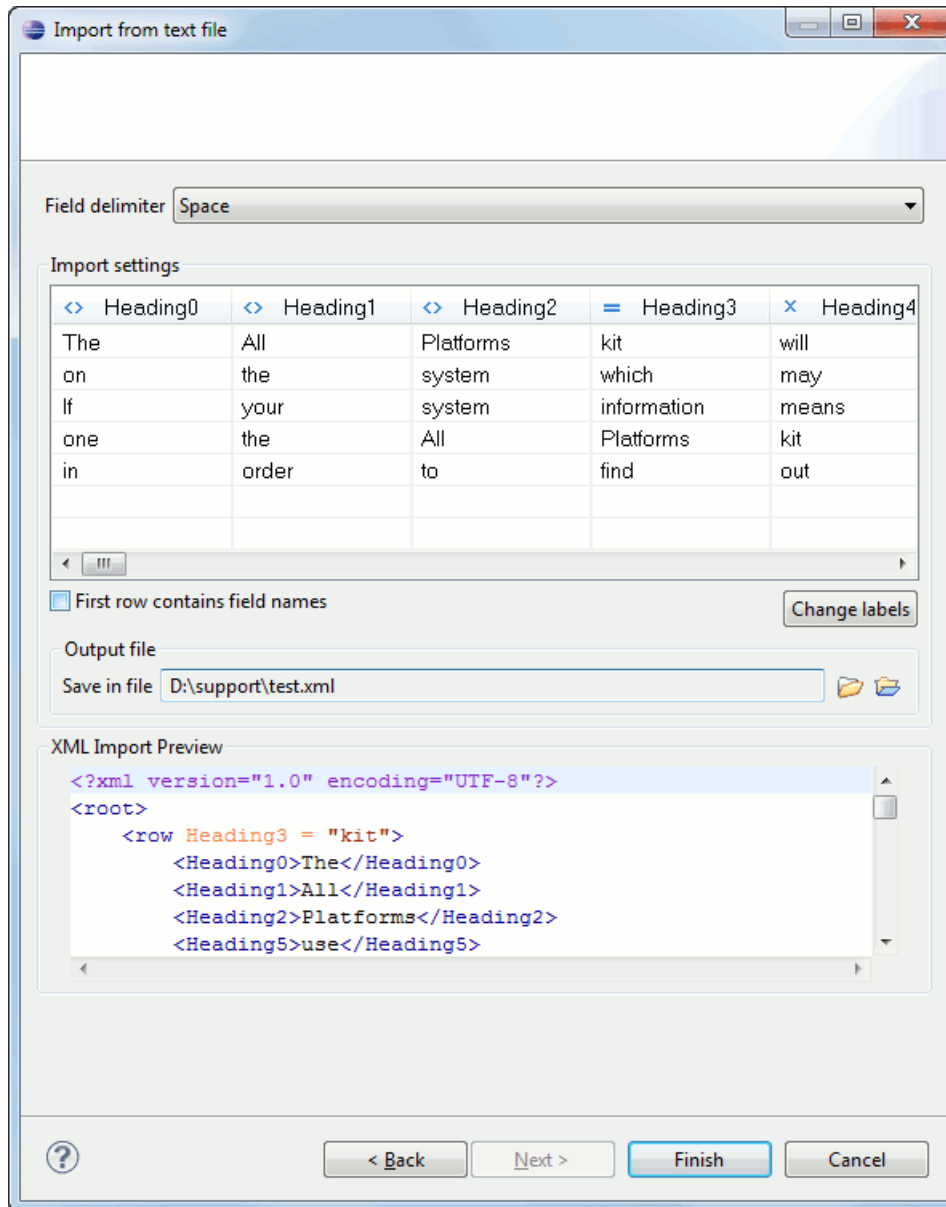 Import from text file
Field delimiter Space
Import settings
<> Heading0 <> Heading1 <> Heading2 = Heading3 × Heading4
The All Platforms kit will
on the system which may
If your system information means
one the All Platforms kit
in order to find out
First row contains field names
Change labels
Output file
Save in file D:\support\test.xml
XML Import Preview
<?xml version="1.0" encoding="UTF-8"?>
<root>
<row Heading3 = "kit">
<Heading0>The</Heading0>
<Heading1>All</Heading1>
<Heading2>Platforms</Heading2>
<Heading5>use</Heading5>
? < Back Next > Finish Cancel